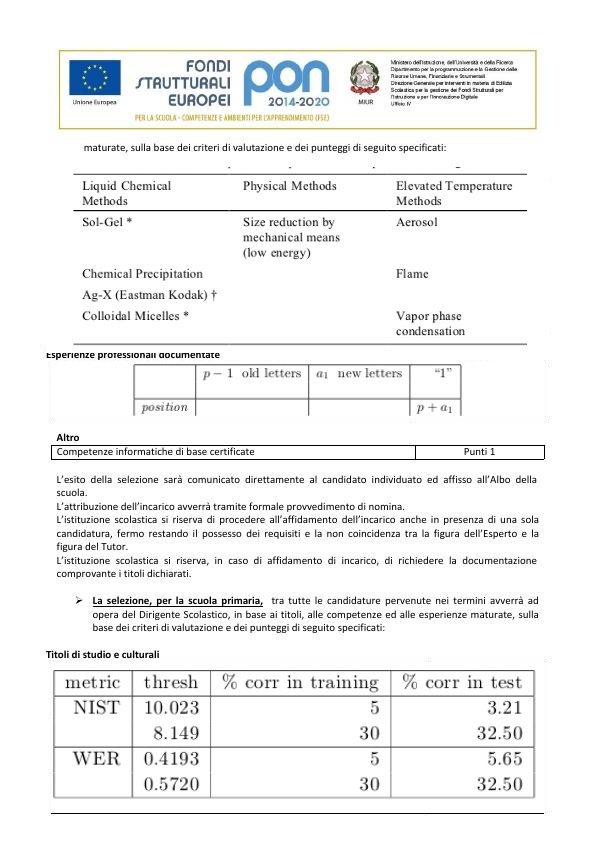 FONDI
STRUTTURALI
EUROPEI
pon
2014-2020
Unione Europea
PER LA SCUOLA - COMPETENZE E AMBIENTI PER L'APPRENDIMENTO (FSE)
MIUR
Ministero dell'Istruzione, dell'Università e della Ricerca
Dipartimento per la programmazione e la Gestione delle
Risorse Umane, Finanziarie e Strumentali
Direzione Generale per interventi in materia di Edilizia
Scolastica per la gestione dei Fondi Strutturali per
l'Istruzione e per l'Innovazione Digitale
Ufficio IV
maturate, sulla base dei criteri di valutazione e dei punteggi di seguito specificati:
Liquid Chemical Methods Physical Methods Elevated Temperature Methods
Sol-Gel * Size reduction by mechanical means (low energy) Aerosol
Chemical Precipitation Flame
Ag-X (Eastman Kodak) †
Colloidal Micelles * Vapor phase condensation
Esperienze professionali documentate
p − 1 old letters a₁ new letters “1”
position p + a₁
Altro
Competenze informatiche di base certificate Punti 1
L’esito della selezione sarà comunicato direttamente al candidato individuato ed affisso all’Albo della
scuola.
L’attribuzione dell’incarico avverrà tramite formale provvedimento di nomina.
L’istituzione scolastica si riserva di procedere all’affidamento dell’incarico anche in presenza di una sola
candidatura, fermo restando il possesso dei requisiti e la non coincidenza tra la figura dell’Esperto e la
figura del Tutor.
L’istituzione scolastica si riserva, in caso di affidamento di incarico, di richiedere la documentazione
comprovante i titoli dichiarati.
➢ La selezione, per la scuola primaria, tra tutte le candidature pervenute nei termini avverrà ad
opera del Dirigente Scolastico, in base ai titoli, alle competenze ed alle esperienze maturate, sulla
base dei criteri di valutazione e dei punteggi di seguito specificati:
Titoli di studio e culturali
metric thresh % corr in training % corr in test
NIST 10.023 5 3.21
8.149 30 32.50
WER 0.4193 5 5.65
0.5720 30 32.50